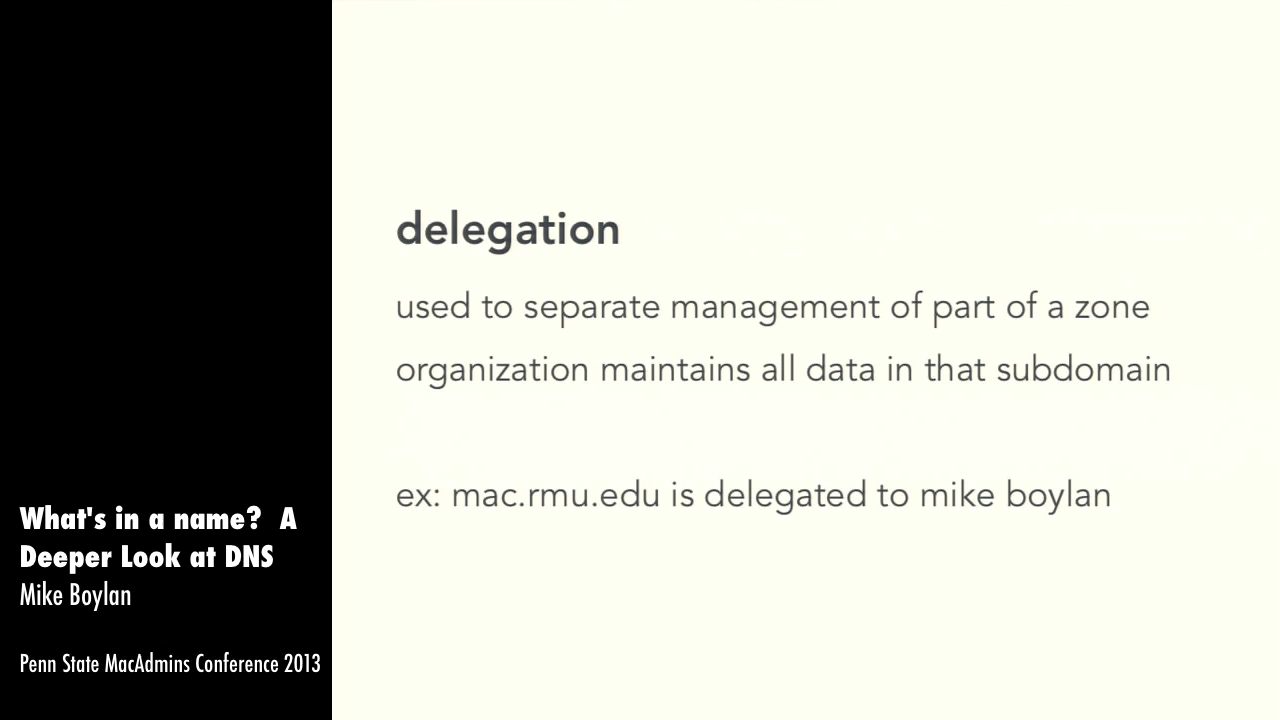 delegation
used to separate management of part of a zone
organization maintains all data in that subdomain
ex: mac.rmu.edu is delegated to mike boylan
What's in a name?  A
Deeper Look at DNS
Mike Boylan
Penn State MacAdmins Conference 2013